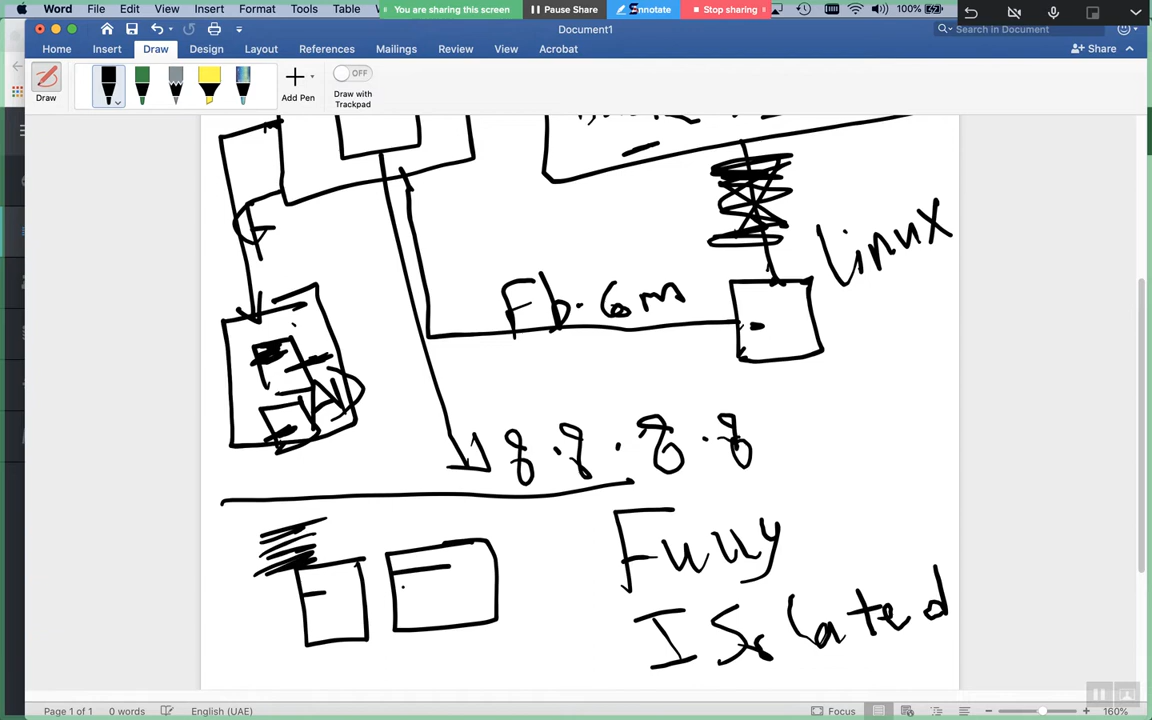 Word File Edit View Insert Format Tools Table
You are sharing this screen Pause Share Annotate Stop sharing
100%
Document1
Search in Document
Home Insert Draw Design Layout References Mailings Review View Acrobat
Share
Draw
Add Pen
OFF
Draw with
Trackpad
Linux
Fb.com
8.8.8.8
Fully
ISolated
Page 1 of 1 0 words English (UAE) Focus 160%